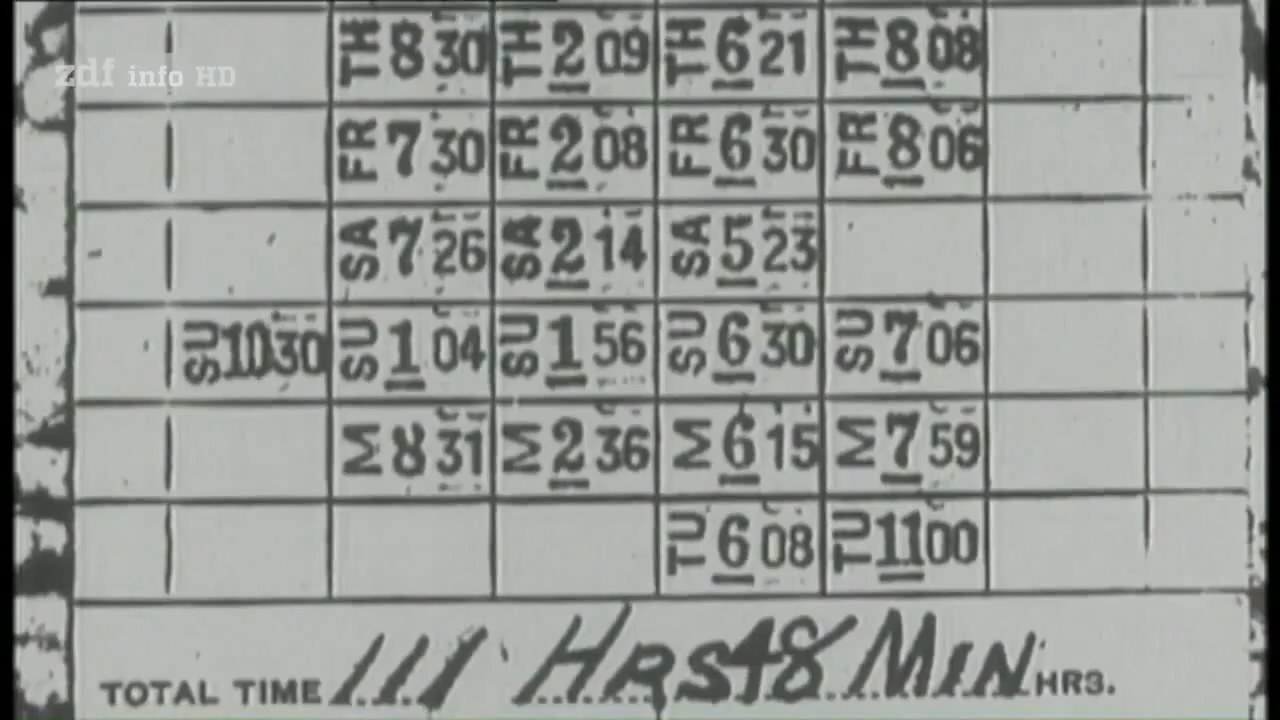 TH 8 30 TH 2 09 TH 6 21 TH 8 08
zdf info HD
FR 7 30 FR 2 08 FR 6 30 FR 8 06
SA 7 26 SA 2 14 SA 5 23
SU 10 30 SU 1 04 SU 1 56 SU 6 30 SU 7 06
M 8 31 M 2 36 M 6 15 M 7 59
TU 6 08 TU 11 00
TOTAL TIME 111 HRS 48 MIN HRS.